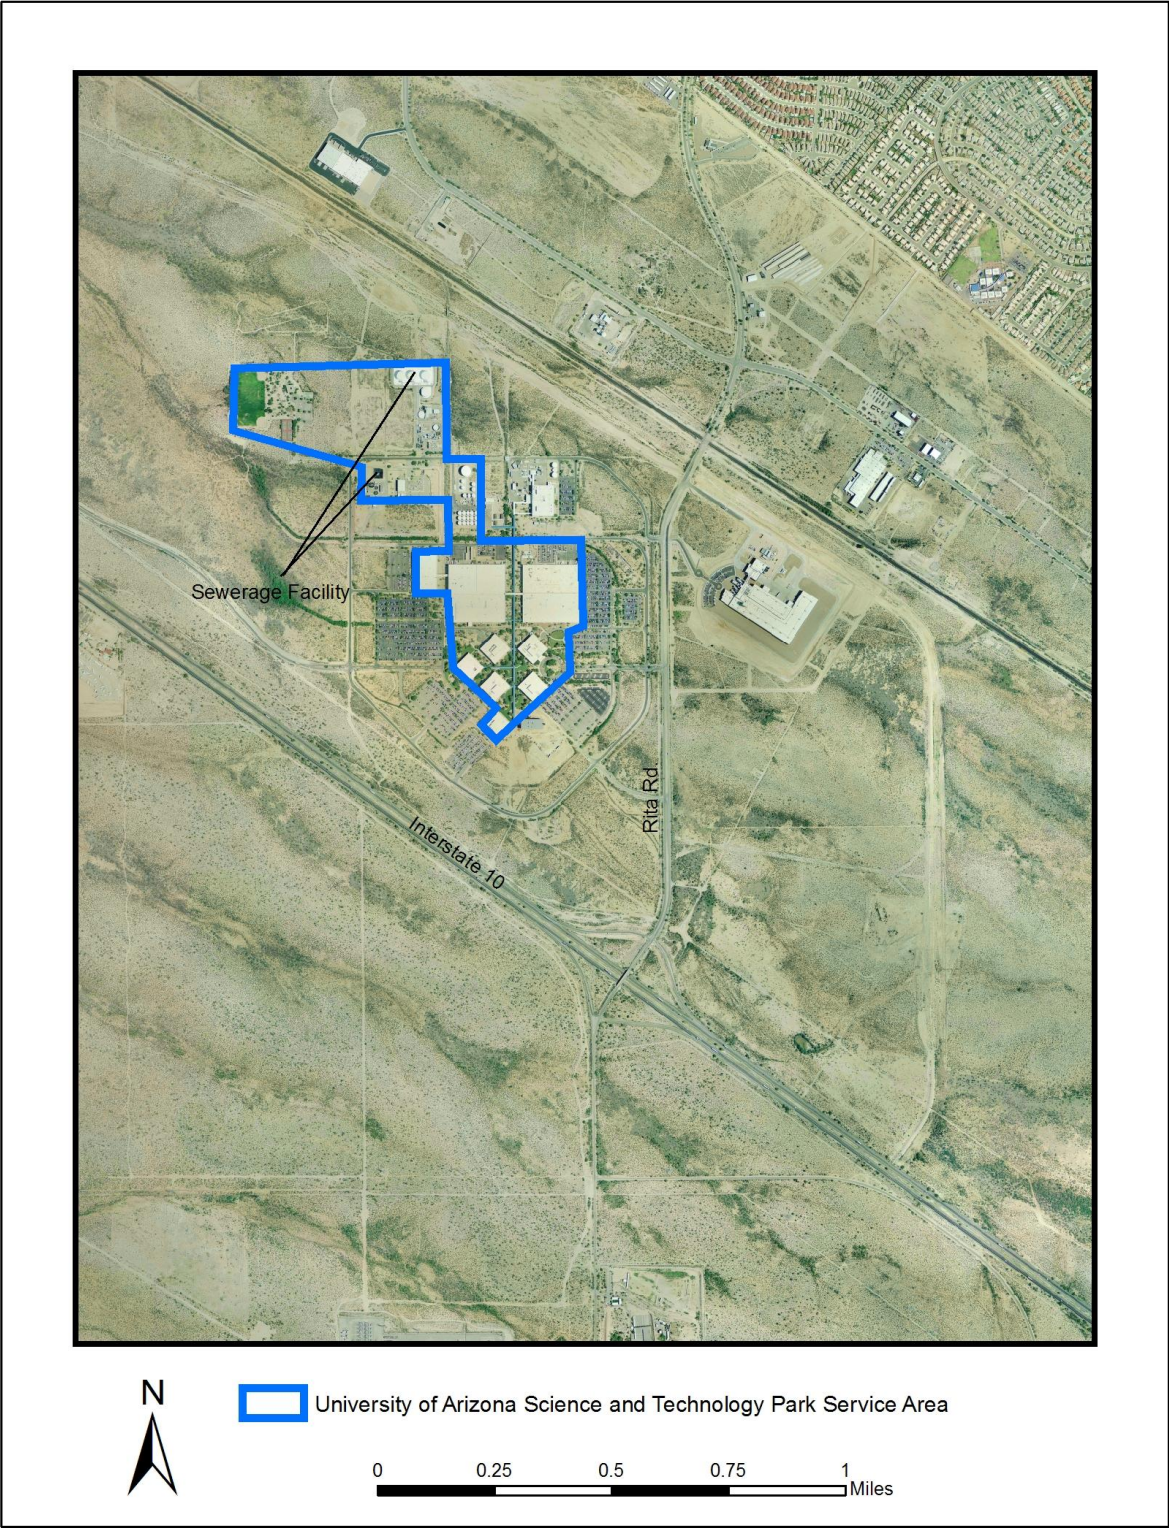 Sewerage Facility
Rita Rd.
Interstate 10
N
University of Arizona Science and Technology Park Service Area
0 0.25 0.5 0.75 1
Miles